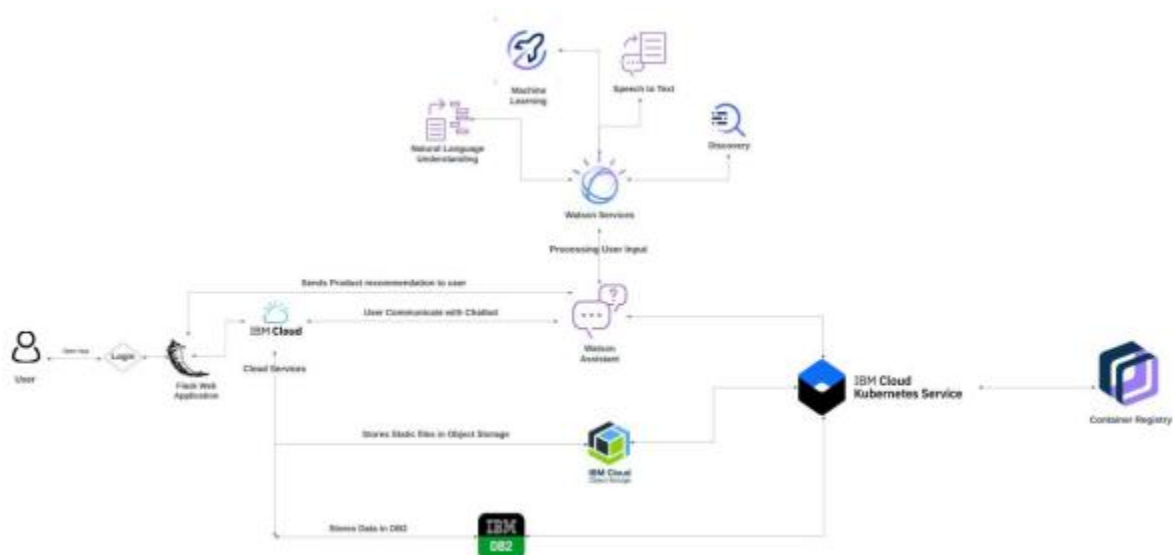 Machine
Learning
Speech to Text
Natural Language
Understanding
Discovery
Watson Services
Processing User Input
Sends Product recommendation to user
User Communicate with Chatbot
IBM Cloud
Cloud Services
Watson
Assistant
User
Login
Flask Web
Application
IBM Cloud
Kubernetes Service
Container Registry
Stores Static files in Object Storage
IBM Cloud
Object Storage
Stores Data in DB2
IBM
DB2